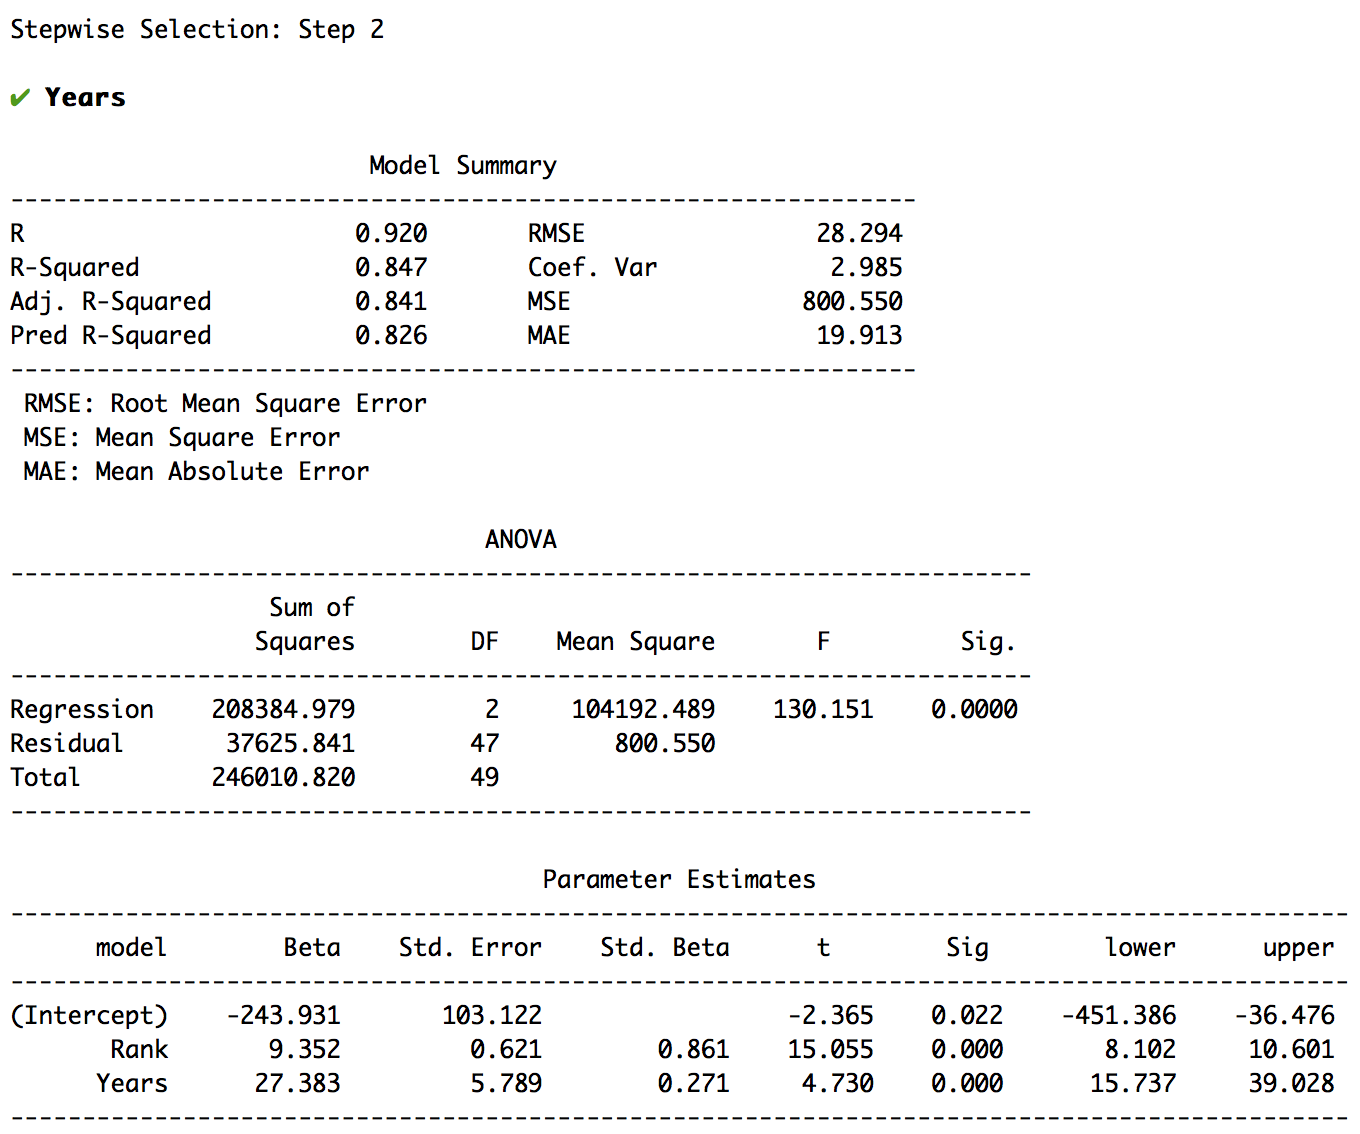 Stepwise Selection: Step 2
✔ Years
Model Summary
-----------------------------------------------------------------
R                       0.920       RMSE                28.294
R-Squared               0.847       Coef. Var            2.985
Adj. R-Squared          0.841       MSE                800.550
Pred R-Squared          0.826       MAE                 19.913
-----------------------------------------------------------------
RMSE: Root Mean Square Error
MSE: Mean Square Error
MAE: Mean Absolute Error
ANOVA
-----------------------------------------------------------------------
Sum of
Squares        DF    Mean Square       F         Sig.
-----------------------------------------------------------------------
Regression    208384.979         2     104192.489    130.151    0.0000
Residual       37625.841        47        800.550
Total         246010.820        49
-----------------------------------------------------------------------
Parameter Estimates
---------------------------------------------------------------------------------------------
model        Beta    Std. Error    Std. Beta      t        Sig        lower      upper
---------------------------------------------------------------------------------------------
(Intercept)    -243.931       103.122                 -2.365    0.022    -451.386    -36.476
Rank       9.352         0.621        0.861    15.055    0.000       8.102     10.601
Years      27.383         5.789        0.271     4.730    0.000      15.737     39.028
---------------------------------------------------------------------------------------------